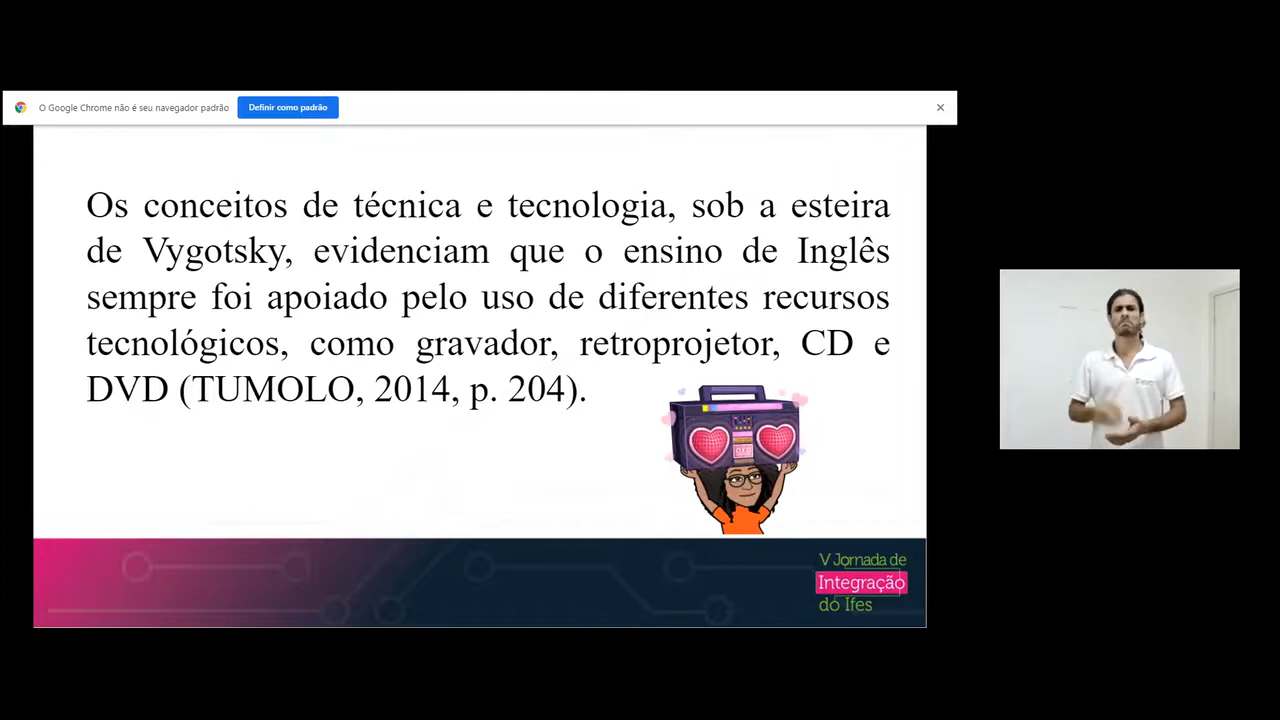 O Google Chrome não é seu navegador padrão
Definir como padrão
Os conceitos de técnica e tecnologia, sob a esteira
de Vygotsky, evidenciam que o ensino de Inglês
sempre foi apoiado pelo uso de diferentes recursos
tecnológicos, como gravador, retroprojetor, CD e
DVD (TUMOLO, 2014, p. 204).
V Jornada de
Integração
do Ifes